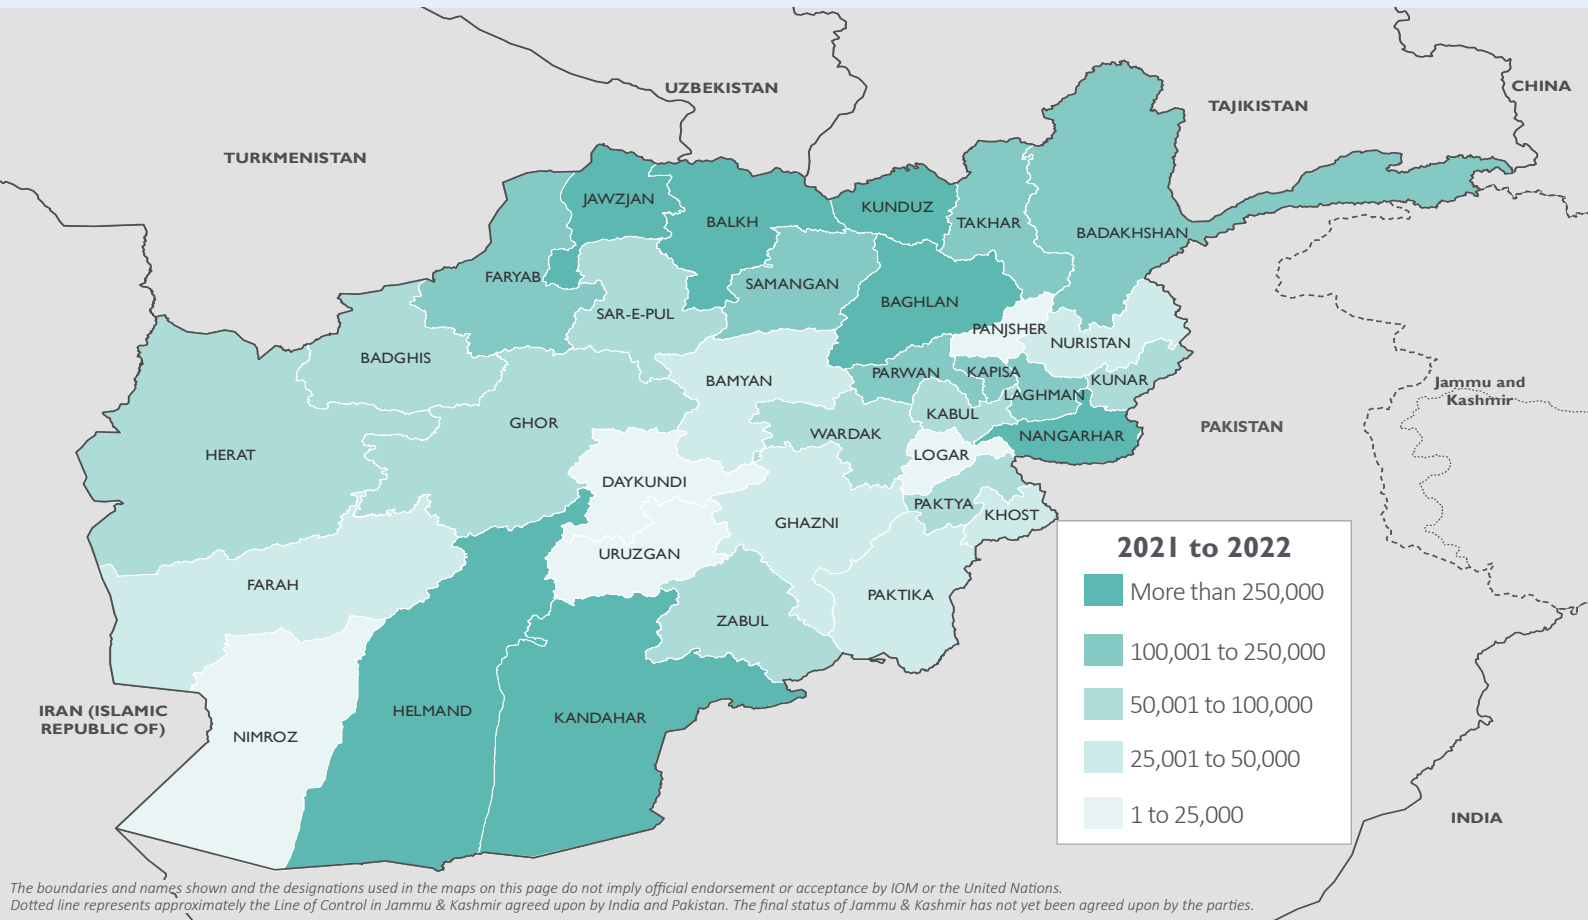 UZBEKISTAN
CHINA
TAJIKISTAN
TURKMENISTAN
JAWZJAN
BALKH
KUNDUZ
TAKHAR
BADAKHSHAN
FARYAB
SAMANGAN
BAGHLAN
SAR-E-PUL
PANJSHER
NURISTAN
BADGHIS
BAMYAN
PARWAN
KAPISA
KUNAR
LAGHMAN
Jammu and
Kashmir
GHOR
KABUL
WARDAK
NANGARHAR
PAKISTAN
HERAT
LOGAR
DAYKUNDI
PAKTYA
KHOST
GHAZNI
URUZGAN
FARAH
PAKTIKA
ZABUL
IRAN (ISLAMIC
REPUBLIC OF)
NIMROZ
HELMAND
KANDAHAR
2021 to 2022
More than 250,000
100,001 to 250,000
50,001 to 100,000
25,001 to 50,000
1 to 25,000
INDIA
The boundaries and names shown and the designations used in the maps on this page do not imply official endorsement or acceptance by IOM or the United Nations.
Dotted line represents approximately the Line of Control in Jammu & Kashmir agreed upon by India and Pakistan. The final status of Jammu & Kashmir has not yet been agreed upon by the parties.